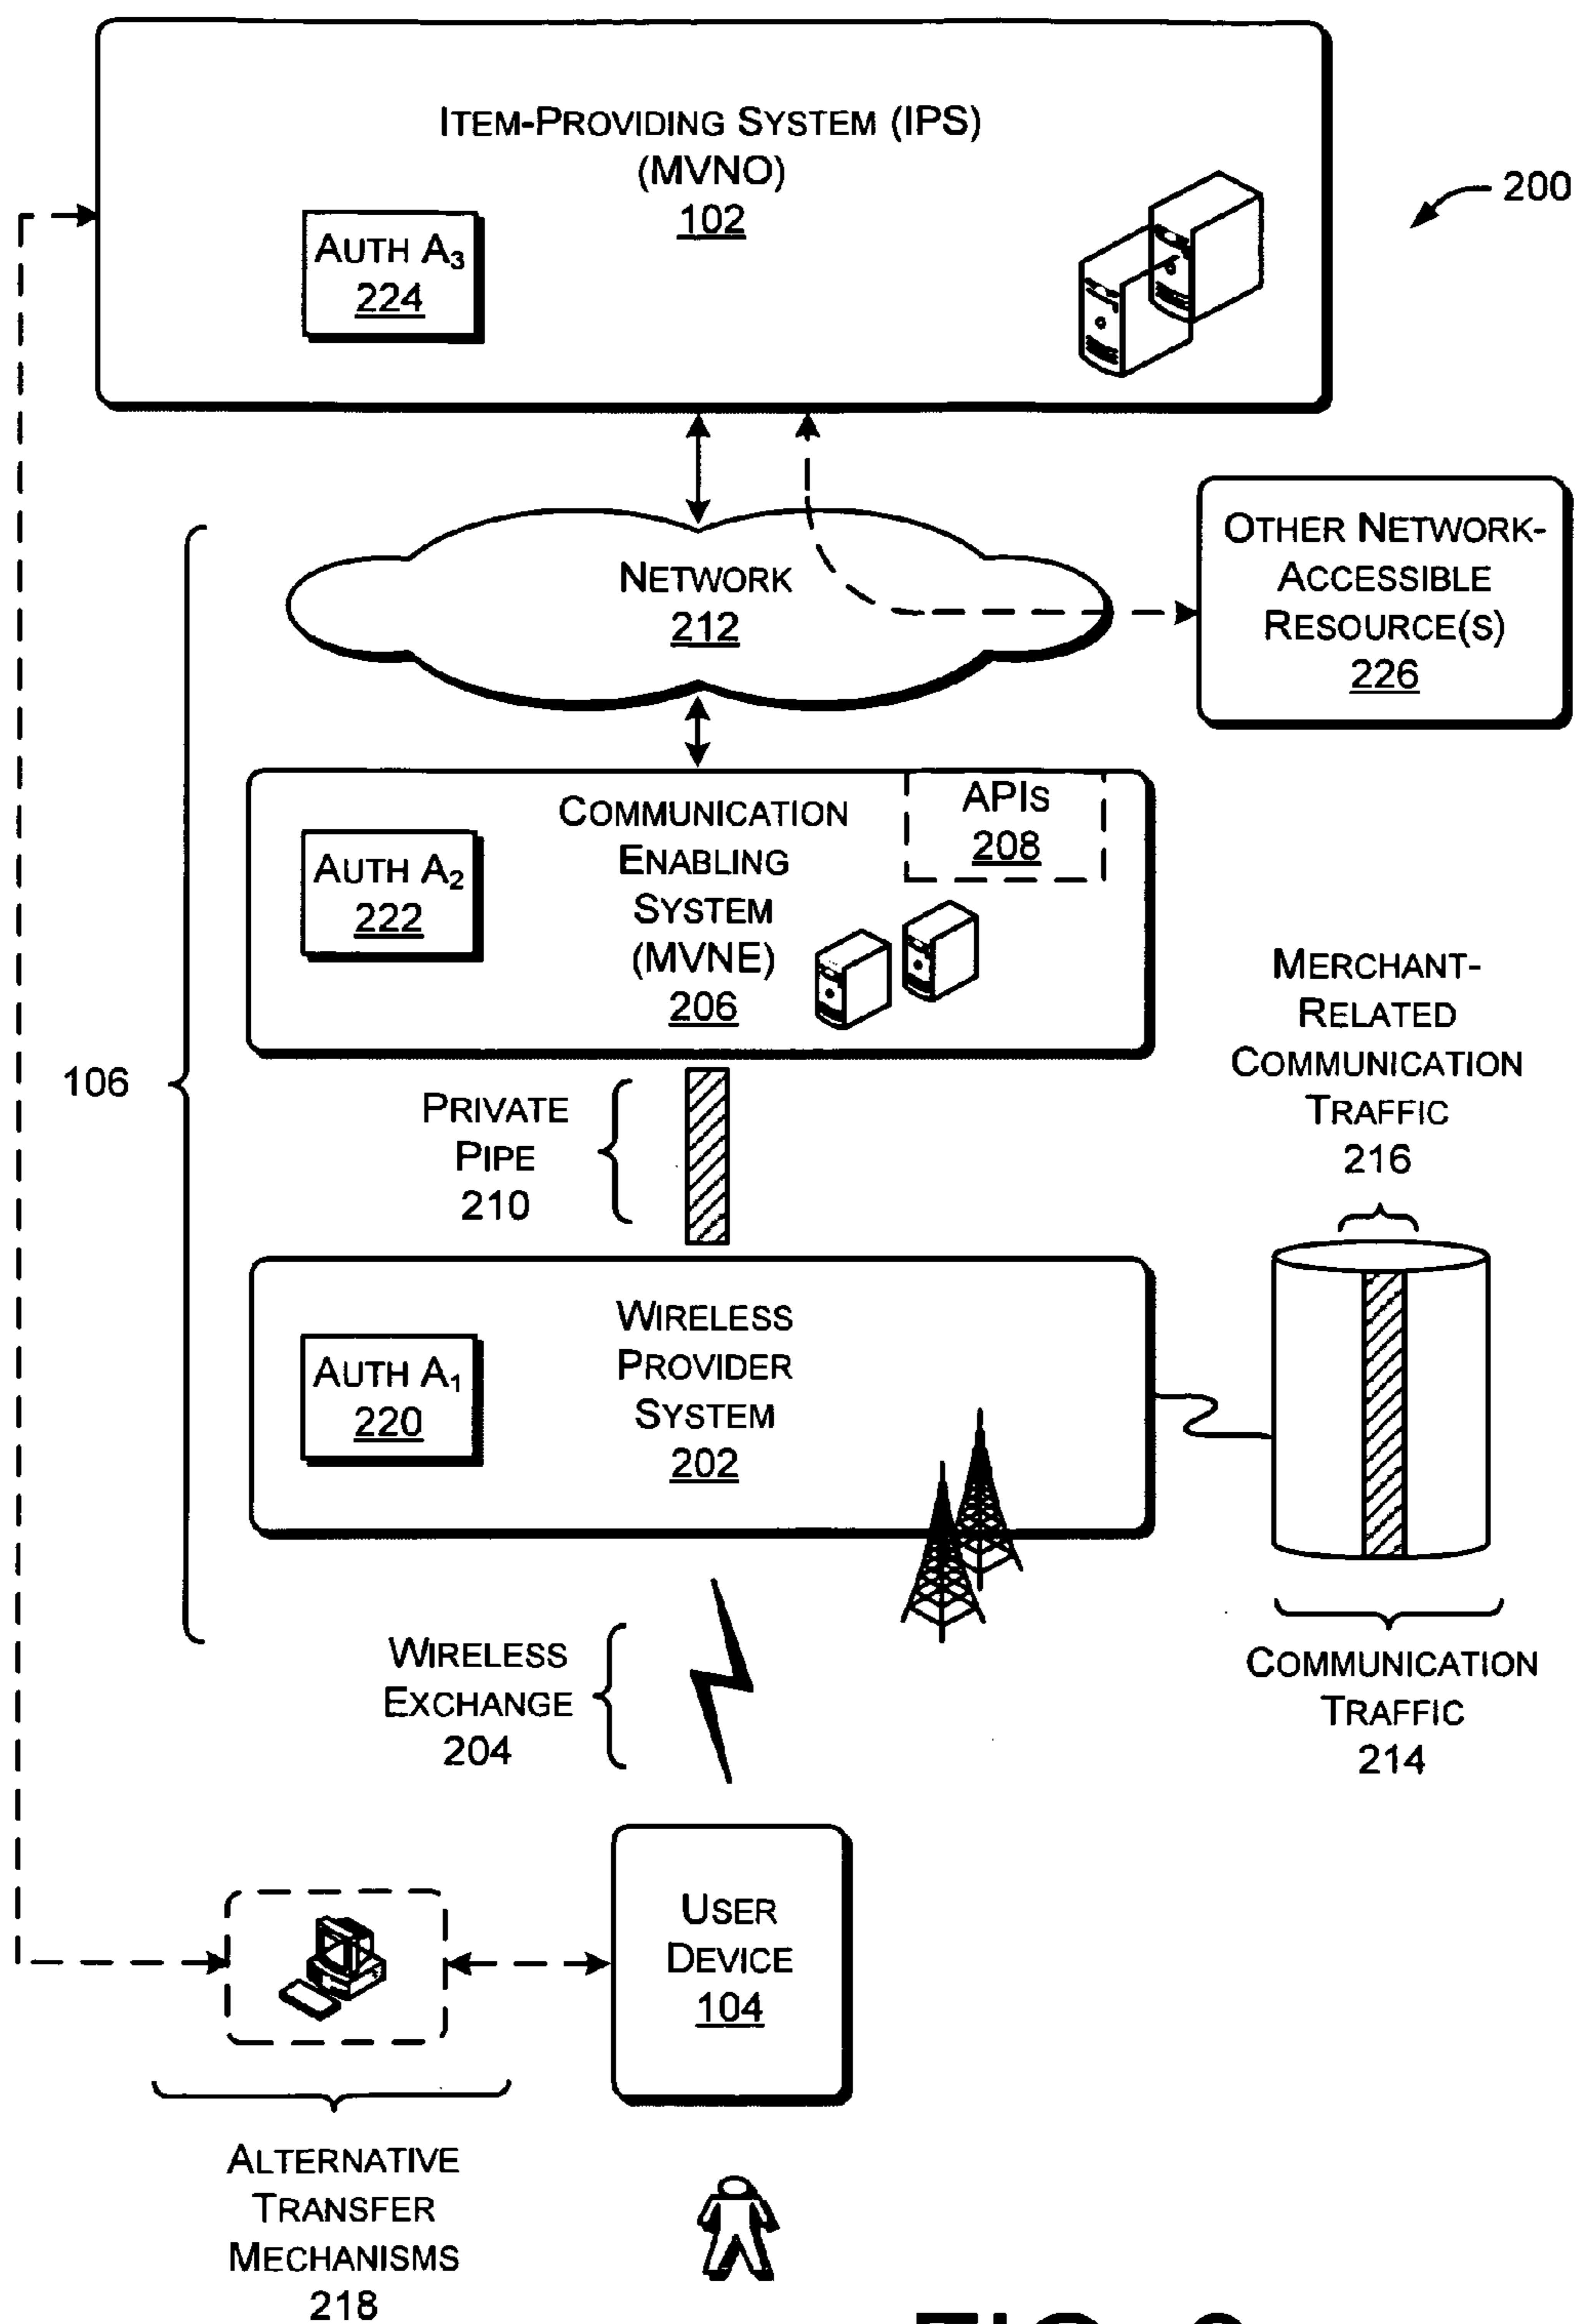 ITEM-PROVIDING SYSTEM (IPS)
(MVNO)
102
AUTH A3
224
200
NETWORK
212
OTHER NETWORK-
ACCESSIBLE
RESOURCE(S)
226
COMMUNICATION
ENABLING
SYSTEM
(MVNE)
206
APIS
208
AUTH A2
222
106
PRIVATE
PIPE
210
MERCHANT-
RELATED
COMMUNICATION
TRAFFIC
216
WIRELESS
PROVIDER
SYSTEM
202
AUTH A1
220
WIRELESS
EXCHANGE
204
COMMUNICATION
TRAFFIC
214
USER
DEVICE
104
ALTERNATIVE
TRANSFER
MECHANISMS
218